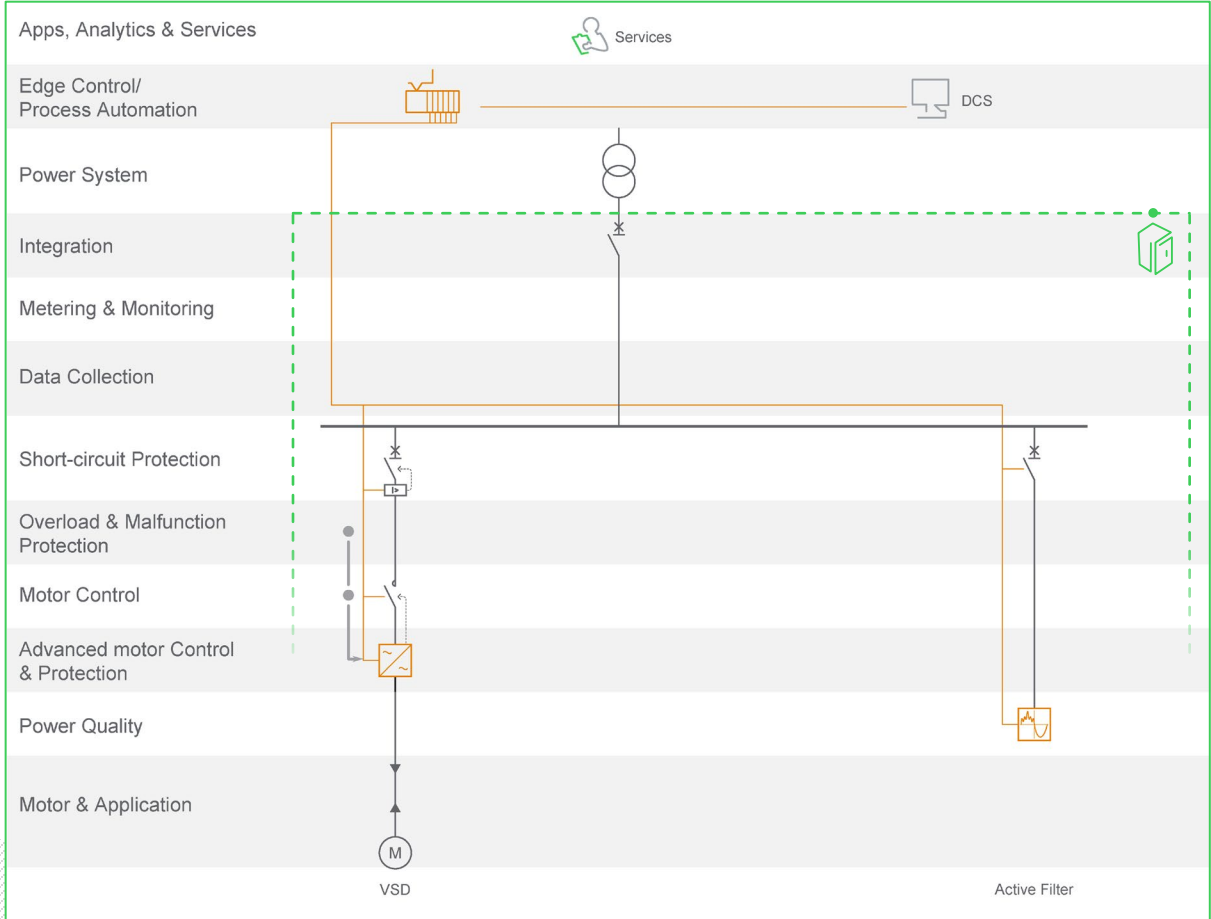 Apps, Analytics & Services
Services
Edge Control/
Process Automation
DCS
Power System
Integration
Metering & Monitoring
Data Collection
Short-circuit Protection
I>
Overload & Malfunction
Protection
Motor Control
Advanced motor Control
& Protection
~
~
Power Quality
Motor & Application
M
VSD
Active Filter